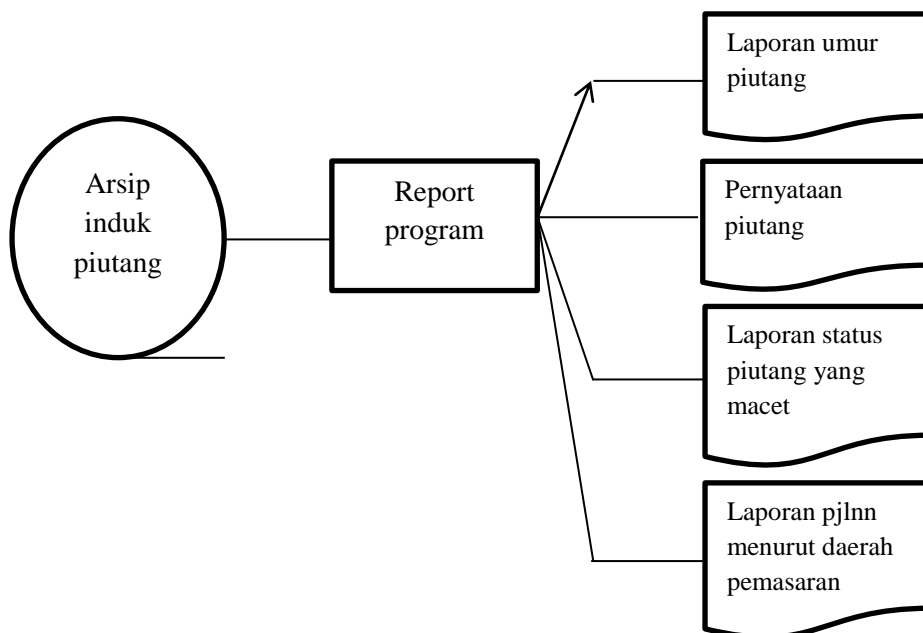 Arsip
induk
piutang
Report
program
Laporan umur
piutang
Pernyataan
piutang
Laporan status
piutang yang
macet
Laporan pjlnn
menurut daerah
pemasaran